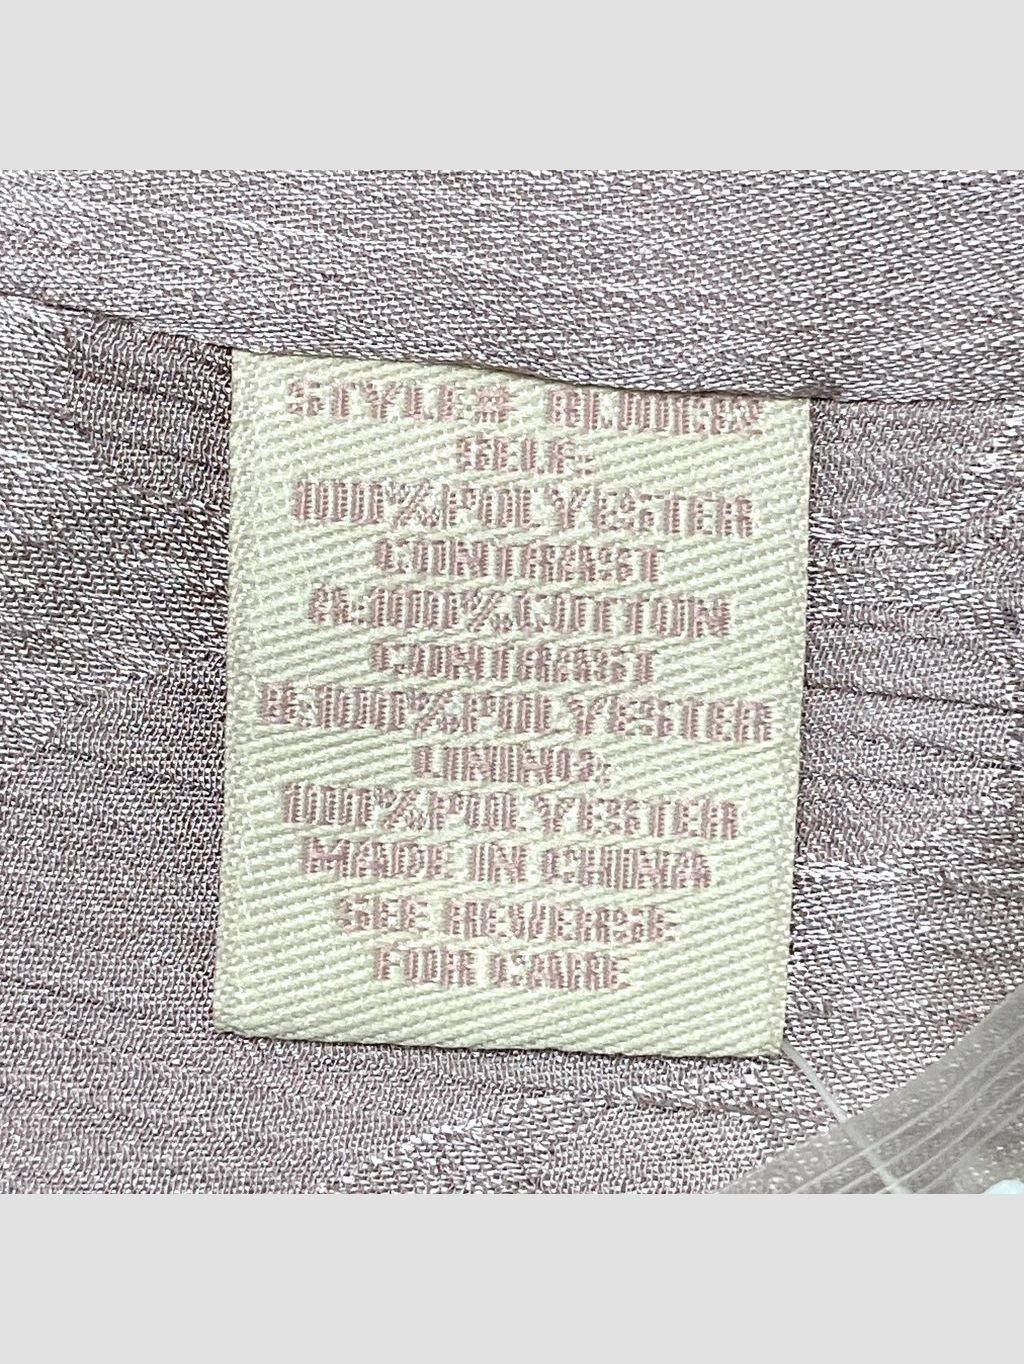 STYLE#
SELF:
100%POLYESTER
CONTRAST
A:100%COTTON
CONTRAST
B:100%POLYESTER
LINING:
100%POLYESTER
MADE IN CHINA
SEE REVERSE
FOR CARE